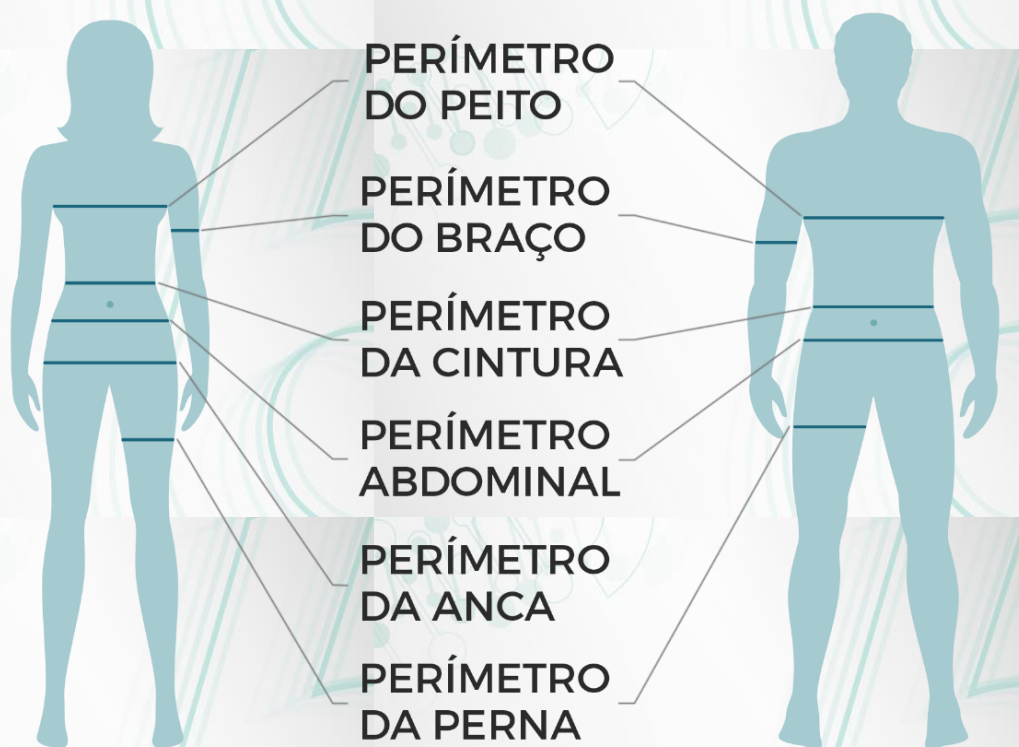 PERÍMETRO
DO PEITO
PERÍMETRO
DO BRAÇO
PERÍMETRO
DA CINTURA
PERÍMETRO
ABDOMINAL
PERÍMETRO
DA ANCA
PERÍMETRO
DA PERNA